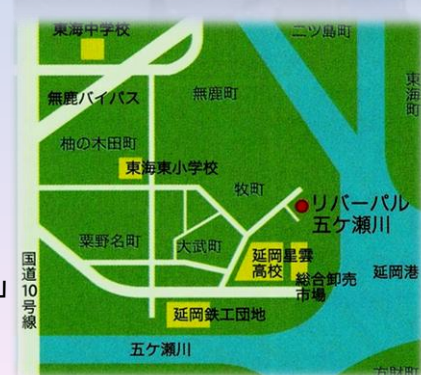 東海中学校
二ツ島町
東海町
無鹿バイパス
無鹿町
柚の木田町
東海東小学校
牧町
リバーパル
五ケ瀬川
粟野名町
大武町
延岡星雲
高校
国道10号線
総合卸売
市場
延岡港
延岡鉄工団地
五ケ瀬川
方財町